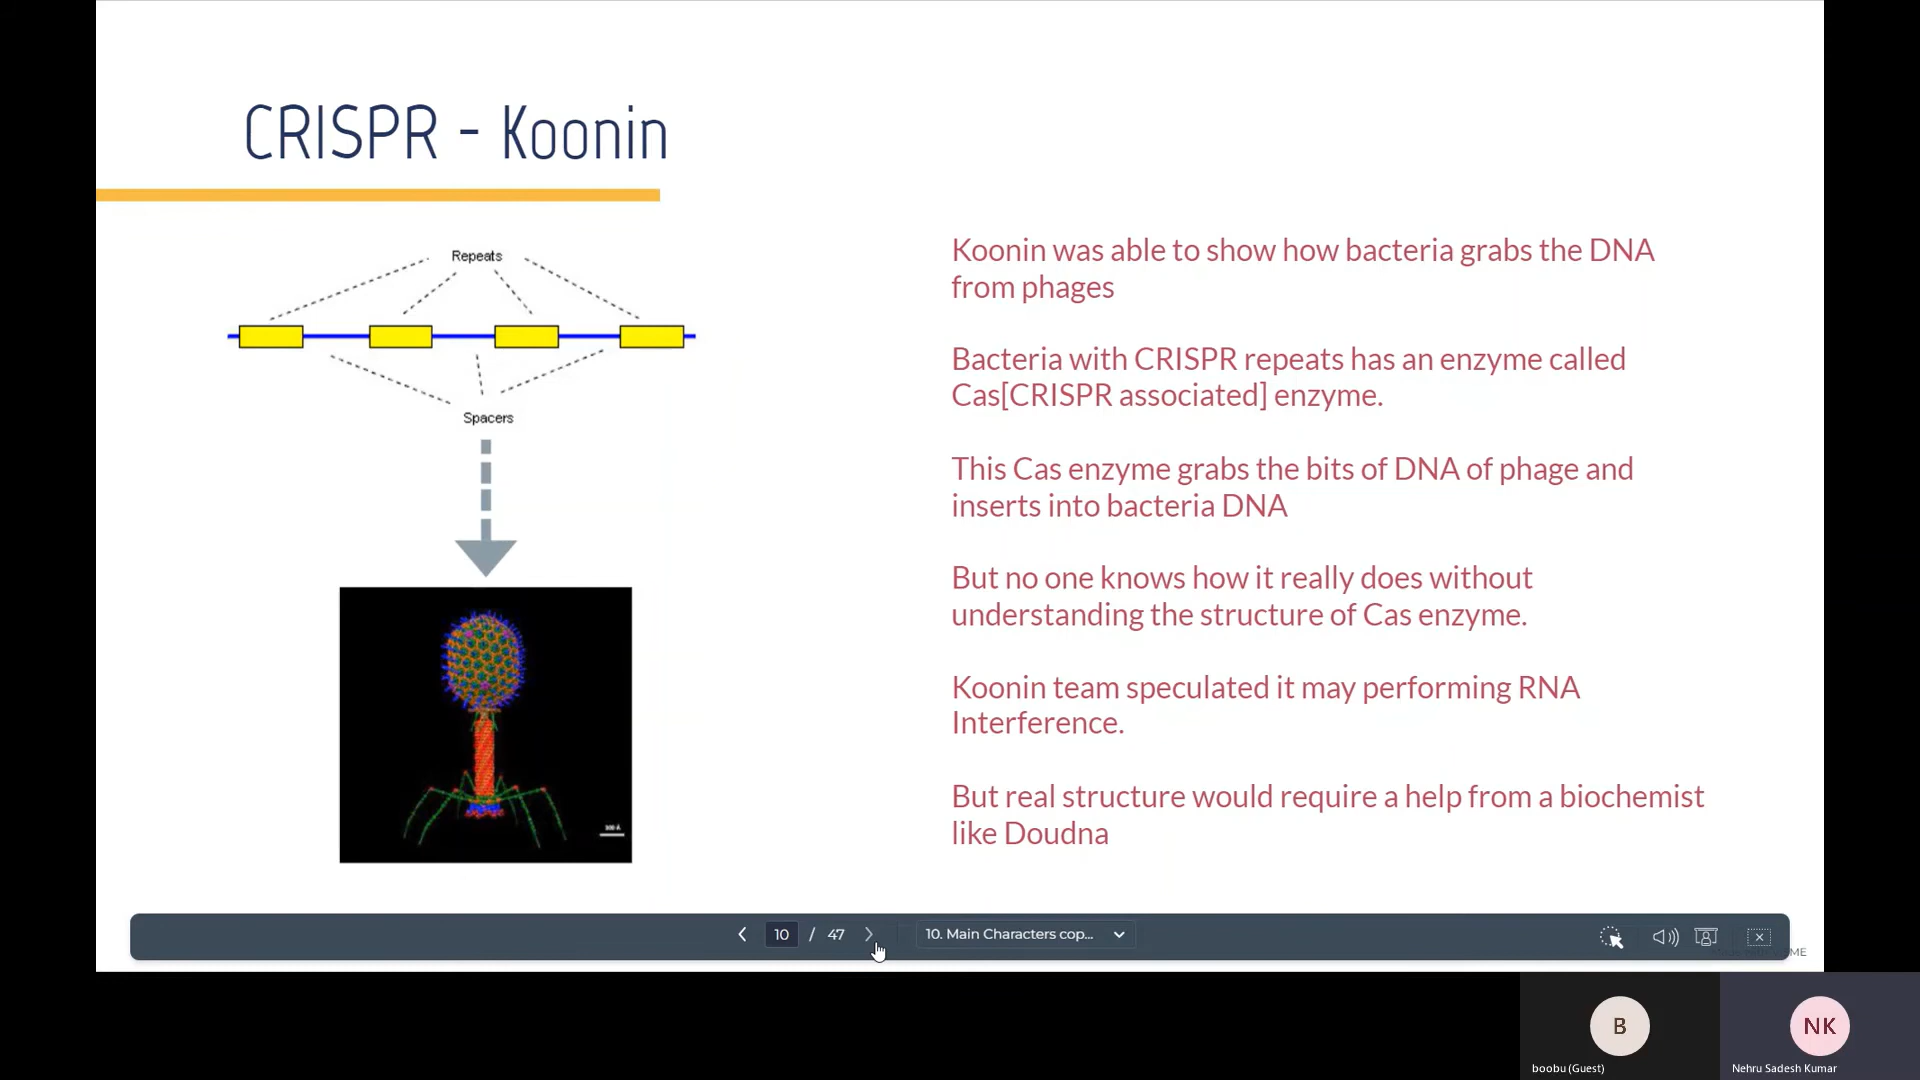 CRISPR - Koonin
Repeats
Spacers
Koonin was able to show how bacteria grabs the DNA
from phages
Bacteria with CRISPR repeats has an enzyme called
Cas[CRISPR associated] enzyme.
This Cas enzyme grabs the bits of DNA of phage and
inserts into bacteria DNA
But no one knows how it really does without
understanding the structure of Cas enzyme.
Koonin team speculated it may performing RNA
Interference.
But real structure would require a help from a biochemist
like Doudna
10 / 47
10. Main Characters cop...
ME
B
NK
boobu (Guest)
Nehru Sadesh Kumar